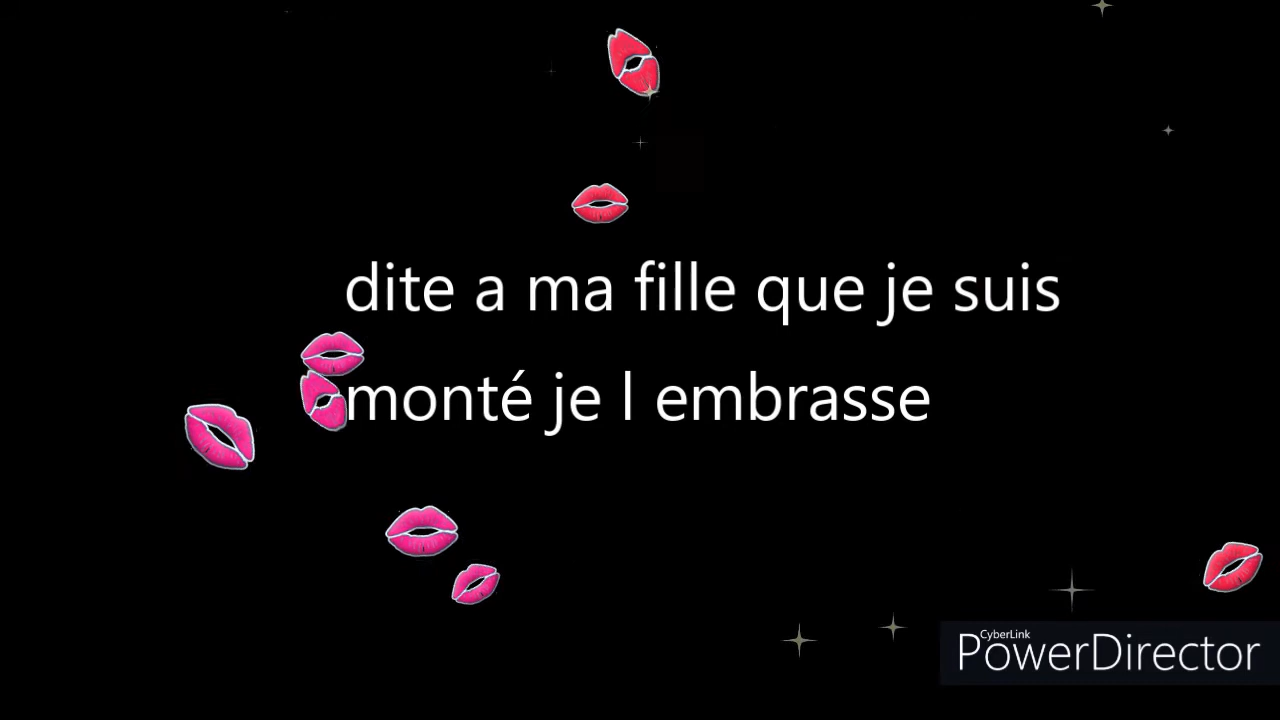 dite a ma fille que je suis
monté je l embrasse
CyberLink
PowerDirector